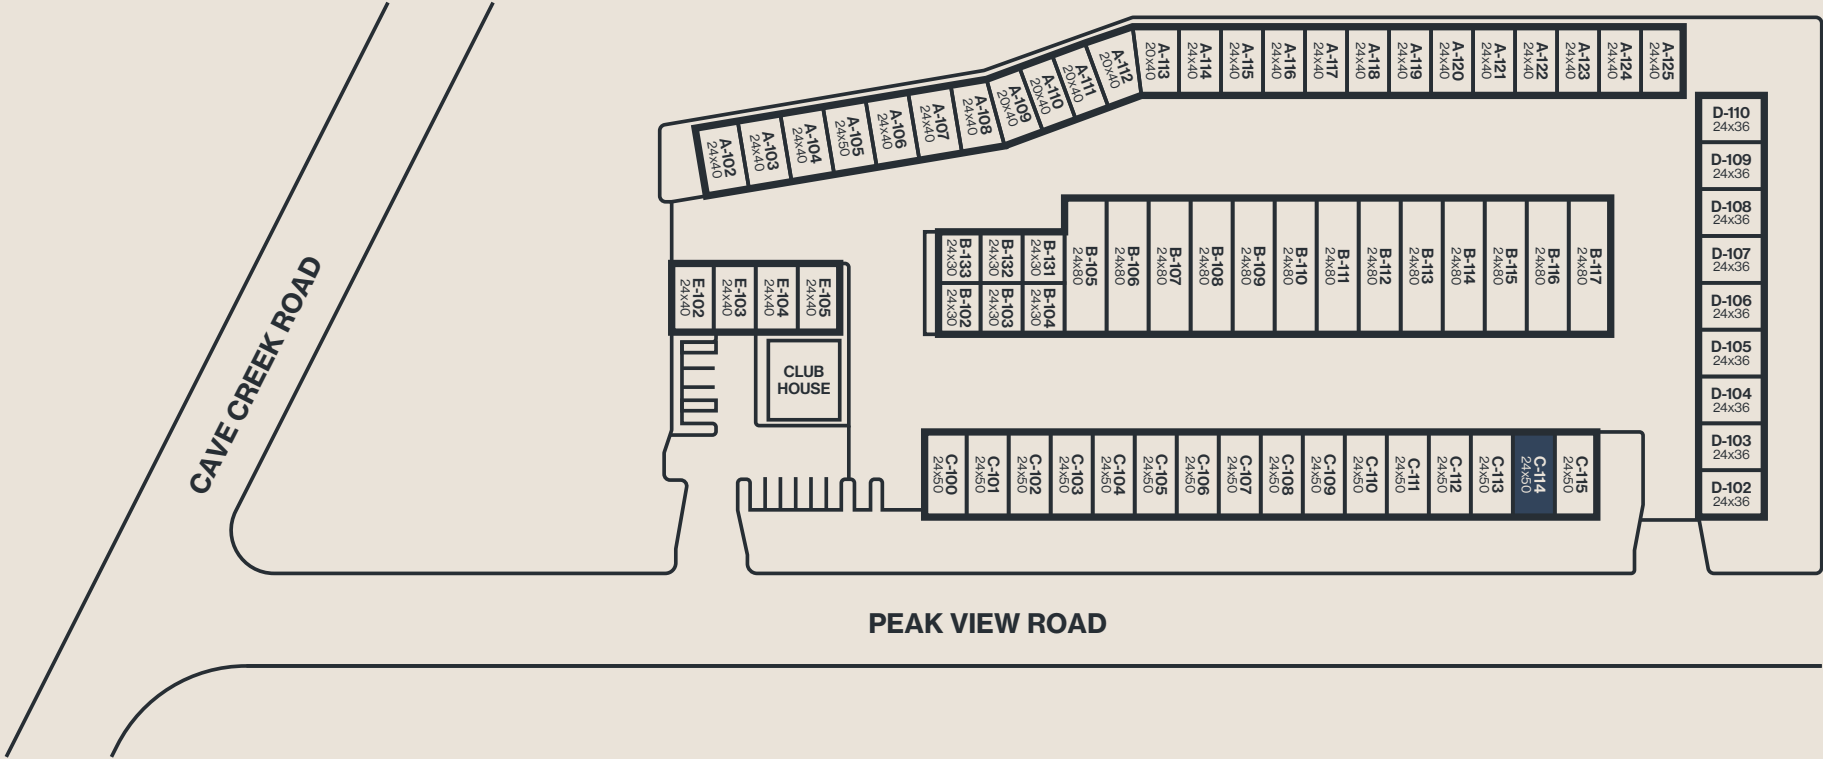 A-102
24x40
A-103
24x40
A-104
24x40
A-105
24x50
A-106
24x40
A-107
24x40
A-108
24x40
A-109
20x40
A-110
20x40
A-111
20x40
A-112
20x40
A-113
20x40
A-114
24x40
A-115
24x40
A-116
24x40
A-117
24x40
A-118
24x40
A-119
24x40
A-120
24x40
A-121
24x40
A-122
24x40
A-123
24x40
A-124
24x40
A-125
24x40
D-110
24x36
D-109
24x36
D-108
24x36
D-107
24x36
D-106
24x36
D-105
24x36
D-104
24x36
D-103
24x36
D-102
24x36
B-133
24x30
B-132
24x30
B-131
24x30
B-102
24x30
B-103
24x30
B-104
24x30
B-105
24x80
B-106
24x80
B-107
24x80
B-108
24x80
B-109
24x80
B-110
24x80
B-111
24x80
B-112
24x80
B-113
24x80
B-114
24x80
B-115
24x80
B-116
24x80
B-117
24x80
E-102
24x40
E-103
24x40
E-104
24x40
E-105
24x40
CLUB
HOUSE
CAVE CREEK ROAD
C-100
24x50
C-101
24x50
C-102
24x50
C-103
24x50
C-104
24x50
C-105
24x50
C-106
24x50
C-107
24x50
C-108
24x50
C-109
24x50
C-110
24x50
C-111
24x50
C-112
24x50
C-113
24x50
C-114
24x50
C-115
24x50
PEAK VIEW ROAD